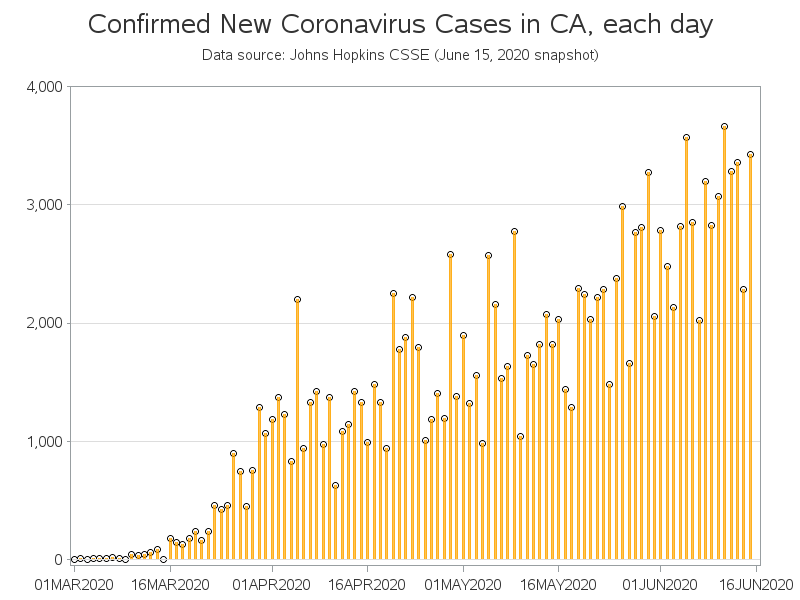 Confirmed New Coronavirus Cases in CA, each day
Data source: Johns Hopkins CSSE (June 15, 2020 snapshot)
4,000
3,000
2,000
1,000
0
01MAR2020 16MAR2020 01APR2020 16APR2020 01MAY2020 16MAY2020 01JUN2020 16JUN2020